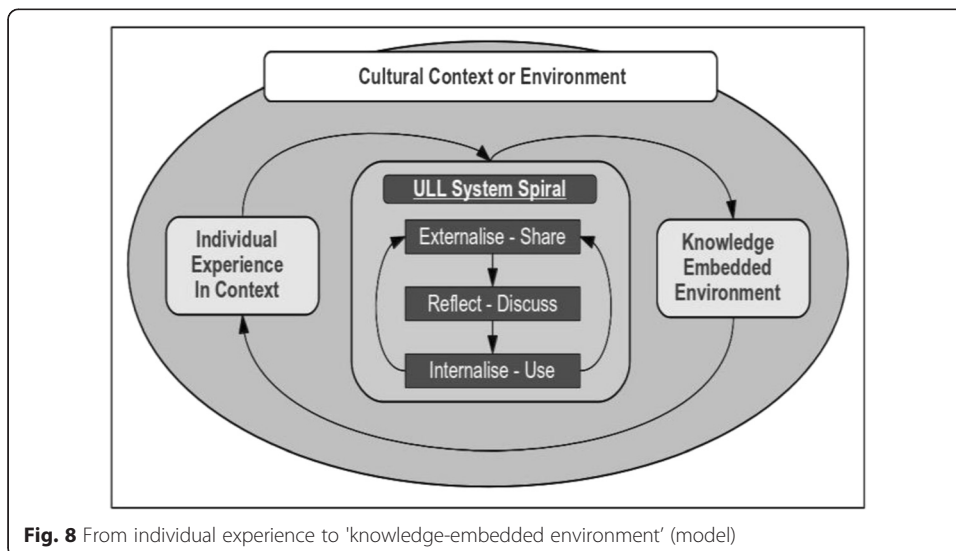 Cultural Context or Environment
ULL System Spiral
Externalise - Share
Reflect - Discuss
Internalise - Use
Individual
Experience
In Context
Knowledge
Embedded
Environment
Fig. 8 From individual experience to 'knowledge-embedded environment’ (model)